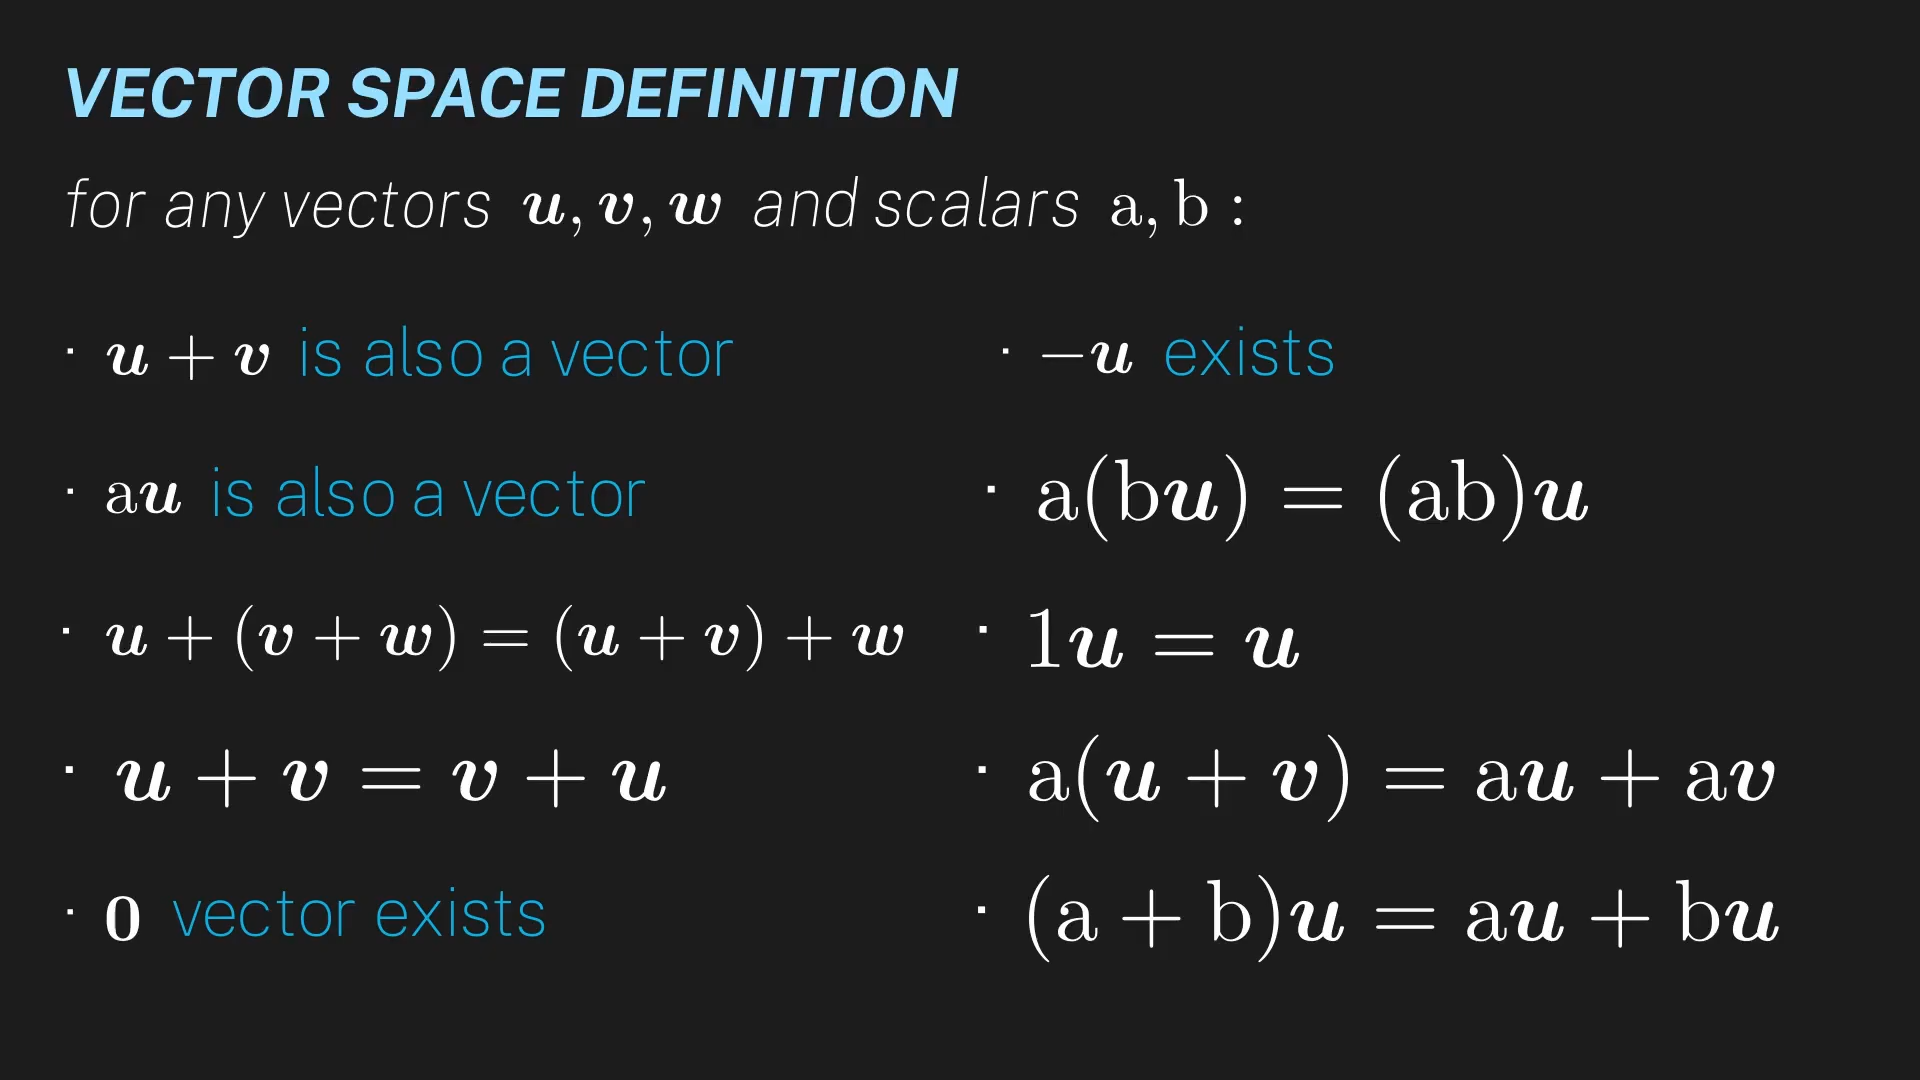 VECTOR SPACE DEFINITION
for any vectors u, v, w and scalars a, b :
· u + v is also a vector
· au is also a vector
· u + (v + w) = (u + v) + w
· u + v = v + u
· 0 vector exists
· −u exists
· a(bu) = (ab)u
· 1u = u
· a(u + v) = au + av
· (a + b)u = au + bu